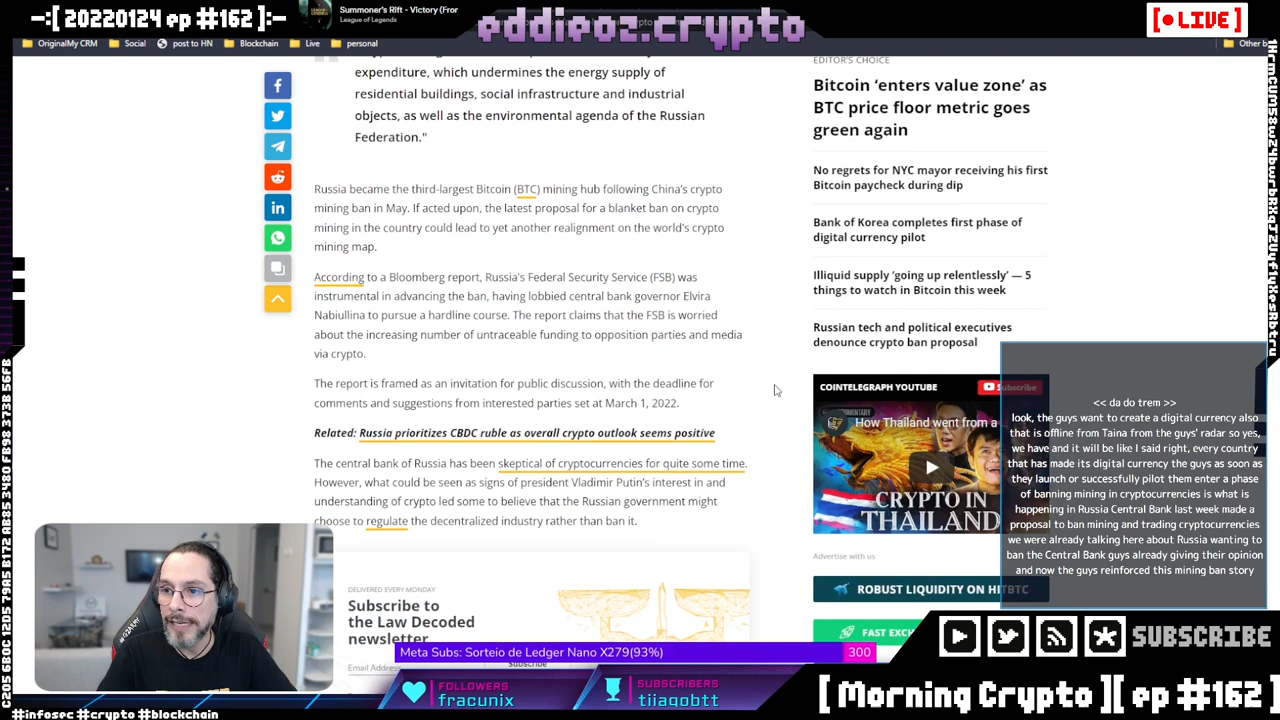 -:[ 20220124 ep #162 ]:-
Summoner's Rift - Victory (Fror
League of Legends
eddieoz.crypto
[● LIVE ]
OriginalMy CRM
Social
post to HN
Blockchain
Live
personal
Other b
expenditure, which undermines the energy supply of
residential buildings, social infrastructure and industrial
objects, as well as the environmental agenda of the Russian
Federation."
Russia became the third-largest Bitcoin (BTC) mining hub following China's crypto
mining ban in May. If acted upon, the latest proposal for a blanket ban on crypto
mining in the country could lead to yet another realignment on the world's crypto
mining map.
According to a Bloomberg report, Russia's Federal Security Service (FSB) was
instrumental in advancing the ban, having lobbied central bank governor Elvira
Nabiullina to pursue a hardline course. The report claims that the FSB is worried
about the increasing number of untraceable funding to opposition parties and media
via crypto.
The report is framed as an invitation for public discussion, with the deadline for
comments and suggestions from interested parties set at March 1, 2022.
Related: Russia prioritizes CBDC ruble as overall crypto outlook seems positive
The central bank of Russia has been skeptical of cryptocurrencies for quite some time.
However, what could be seen as signs of president Vladimir Putin's interest in and
understanding of crypto led some to believe that the Russian government might
choose to regulate the decentralized industry rather than ban it.
DELIVERED EVERY MONDAY
Subscribe to
the Law Decoded
newsletter
Email Address
Subscribe
EDITOR'S CHOICE
Bitcoin 'enters value zone' as
BTC price floor metric goes
green again
No regrets for NYC mayor receiving his first
Bitcoin paycheck during dip
Bank of Korea completes first phase of
digital currency pilot
Illiquid supply 'going up relentlessly' — 5
things to watch in Bitcoin this week
Russian tech and political executives
denounce crypto ban proposal
COINTELEGRAPH YOUTUBE
Subscribe
How Thailand went from a
CRYPTO IN
THAILAND
Advertise with us
ROBUST LIQUIDITY ON HITBTC
FAST EXCH
<< da do trem >>
look, the guys want to create a digital currency also
that is offline from Taina from the guys' radar so yes,
we have and it will be like I said right, every country
that has made its digital currency the guys as soon as
they launch or successfully pilot them enter a phase
of banning mining in cryptocurrencies is what is
happening in Russia Central Bank last week made a
proposal to ban mining and trading cryptocurrencies
we were already talking here about Russia wanting to
ban the Central Bank guys already giving their opinion
and now the guys reinforced this mining ban story
Meta Subs: Sorteio de Ledger Nano X279(93%)
300
FOLLOWERS
fracunix
SUBSCRIBERS
tiiagobtt
SUBSCRIBE
[ Morning Crypto ][ ep #162 ]
#infosec #crypto #blockchain